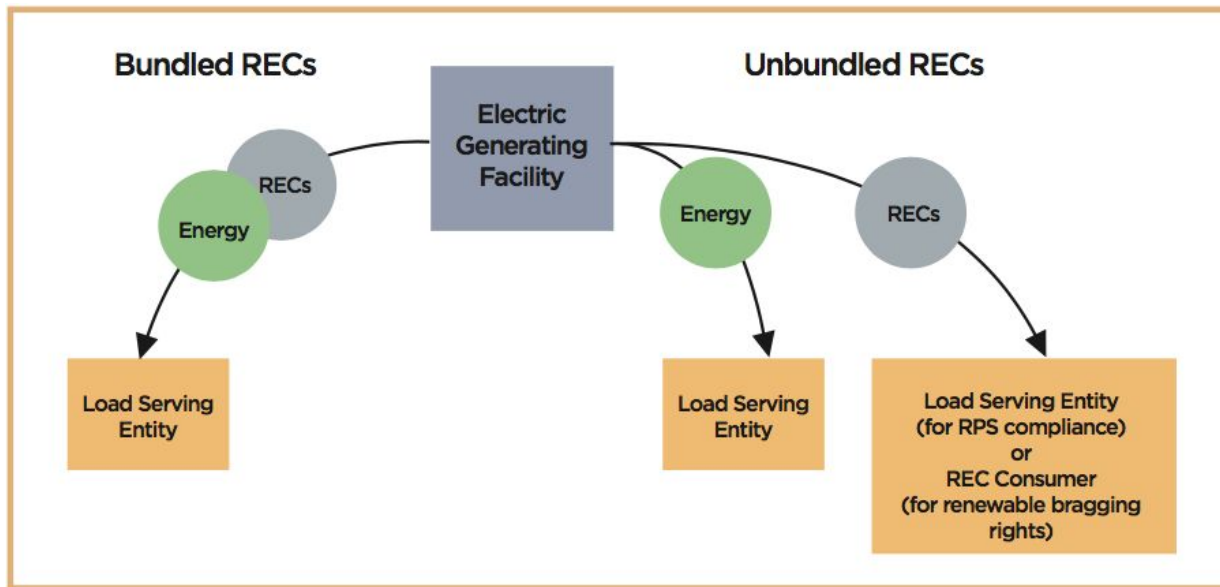 Bundled RECs
Unbundled RECs
Electric
Generating
Facility
RECs
Energy
Energy
RECs
Load Serving
Entity
Load Serving
Entity
Load Serving Entity
(for RPS compliance)
or
REC Consumer
(for renewable bragging
rights)